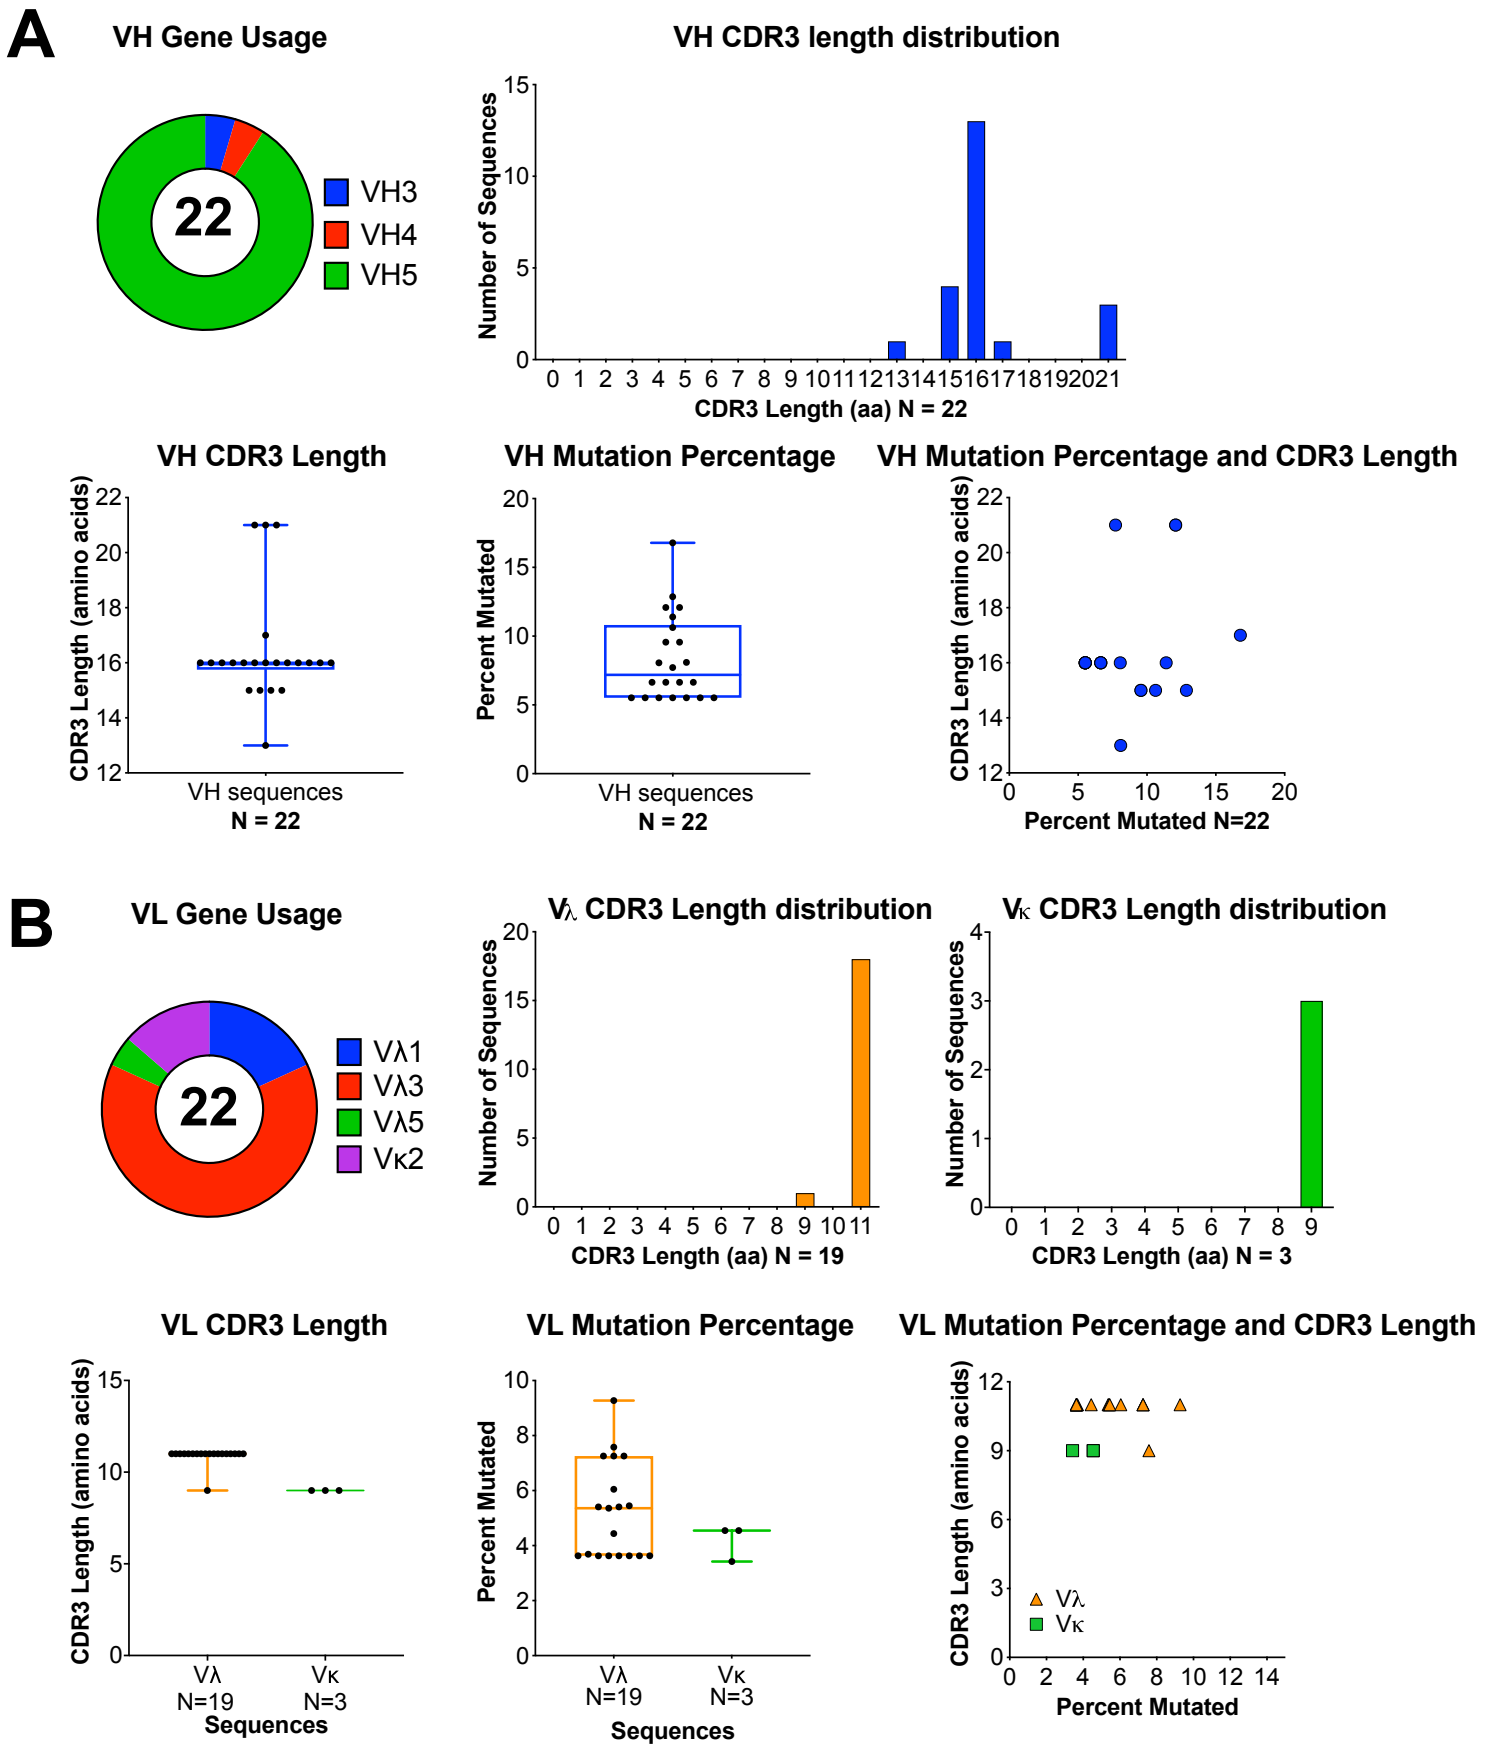 A
VH Gene Usage
22
VH3
VH4
VH5
VH CDR3 length distribution
Number of Sequences
15
10
5
0
0 1 2 3 4 5 6 7 8 9 10 11 12 13 14 15 16 17 18 19 20 21
CDR3 Length (aa) N = 22
VH CDR3 Length
CDR3 Length (amino acids)
22
20
18
16
14
12
VH sequences
N = 22
VH Mutation Percentage
Percent Mutated
20
15
10
5
0
VH sequences
N = 22
VH Mutation Percentage and CDR3 Length
CDR3 Length (amino acids)
22
20
18
16
14
12
0 5 10 15 20
Percent Mutated N=22
B
VL Gene Usage
22
Vλ1
Vλ3
Vλ5
Vκ2
Vλ CDR3 Length distribution
Number of Sequences
20
15
10
5
0
0 1 2 3 4 5 6 7 8 9 10 11
CDR3 Length (aa) N = 19
Vκ CDR3 Length distribution
Number of Sequences
4
3
2
1
0
0 1 2 3 4 5 6 7 8 9
CDR3 Length (aa) N = 3
VL CDR3 Length
CDR3 Length (amino acids)
15
10
5
0
Vλ Vκ
N=19 N=3
Sequences
VL Mutation Percentage
Percent Mutated
10
8
6
4
2
0
Vλ Vκ
N=19 N=3
Sequences
VL Mutation Percentage and CDR3 Length
CDR3 Length (amino acids)
12
9
6
3
0
Vλ
Vκ
0 2 4 6 8 10 12 14
Percent Mutated